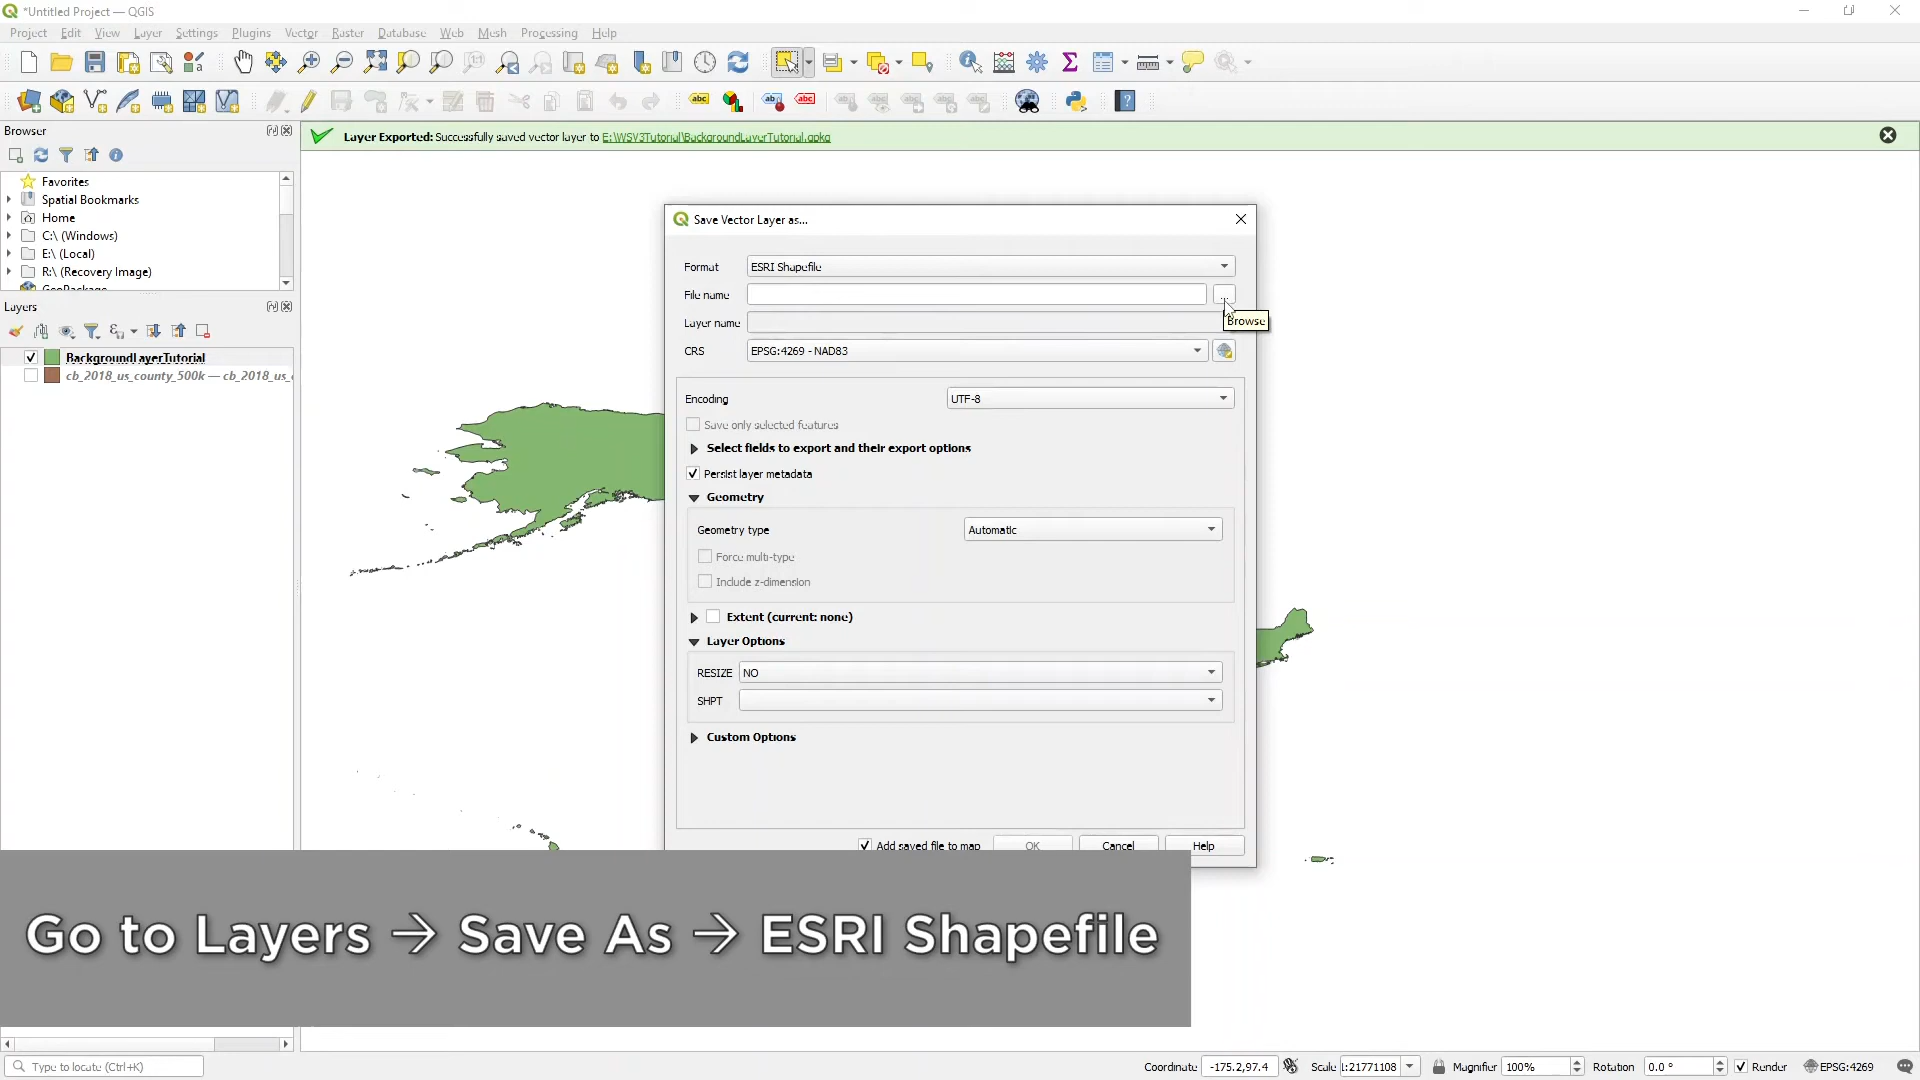 *Untitled Project — QGIS
Project Edit View Layer Settings Plugins Vector Raster Database Web Mesh Processing Help
Browser
Layer Exported: Successfully saved vector layer to E:\WSV3Tutorial\BackgroundLayerTutorial.gpkg
Favorites
Spatial Bookmarks
Home
C:\ (Windows)
E:\ (Local)
R:\ (Recovery Image)
GeoPackage
Layers
BackgroundLayerTutorial
cb_2018_us_county_500k — cb_2018_us_
Save Vector Layer as...
Format ESRI Shapefile
File name ...
Browse
Layer name
CRS EPSG:4269 - NAD83
Encoding UTF-8
Save only selected features
Select fields to export and their export options
Persist layer metadata
Geometry
Geometry type Automatic
Force multi-type
Include z-dimension
Extent (current: none)
Layer Options
RESIZE NO
SHPT
Custom Options
Add saved file to map OK Cancel Help
Go to Layers → Save As → ESRI Shapefile
Type to locate (Ctrl+K) Coordinate -175.2,97.4 Scale 1:21771108 Magnifier 100% Rotation 0.0 ° Render EPSG:4269